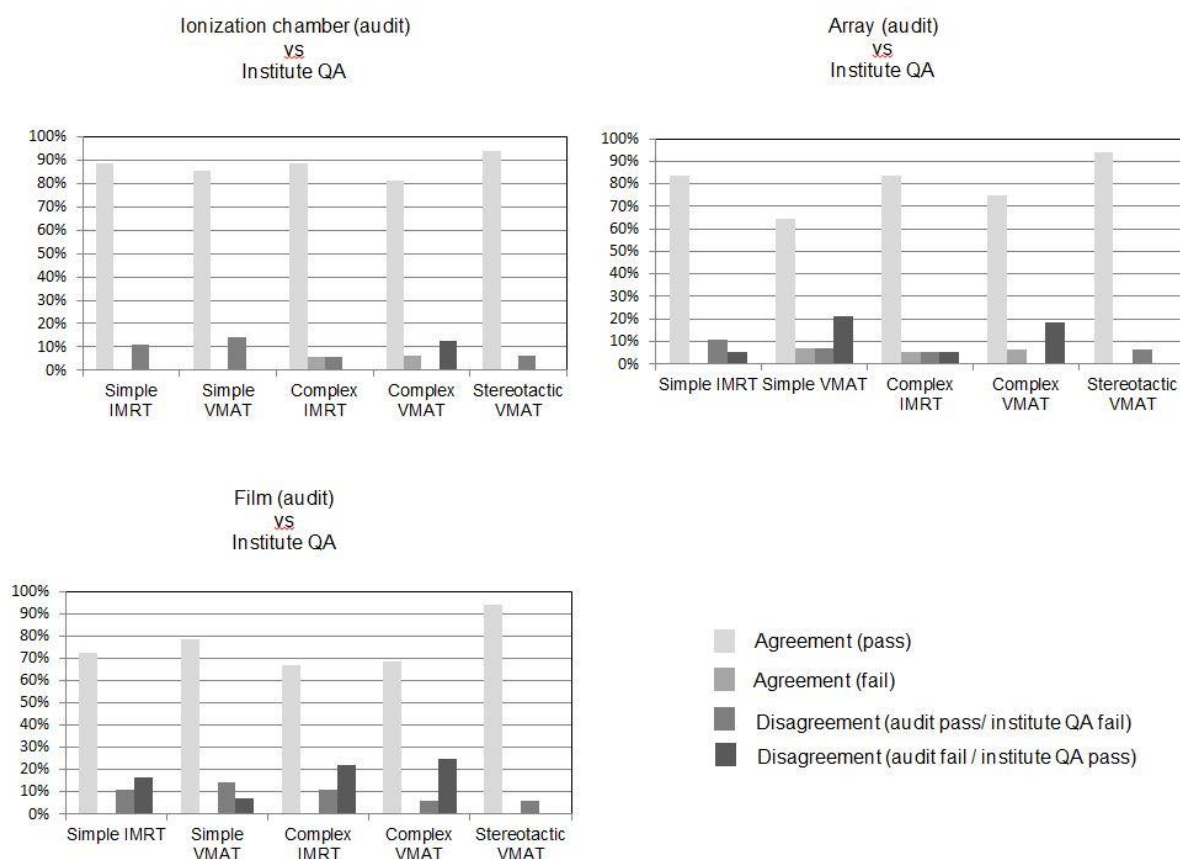 Ionization chamber (audit)
vs
Institute QA
100%
90%
80%
70%
60%
50%
40%
30%
20%
10%
0%
Simple IMRT
Simple VMAT
Complex IMRT
Complex VMAT
Stereotactic VMAT
Array (audit)
vs
Institute QA
100%
90%
80%
70%
60%
50%
40%
30%
20%
10%
0%
Simple IMRT
Simple VMAT
Complex IMRT
Complex VMAT
Stereotactic VMAT
Film (audit)
vs
Institute QA
100%
90%
80%
70%
60%
50%
40%
30%
20%
10%
0%
Simple IMRT
Simple VMAT
Complex IMRT
Complex VMAT
Stereotactic VMAT
Agreement (pass)
Agreement (fail)
Disagreement (audit pass/ institute QA fail)
Disagreement (audit fail / institute QA pass)